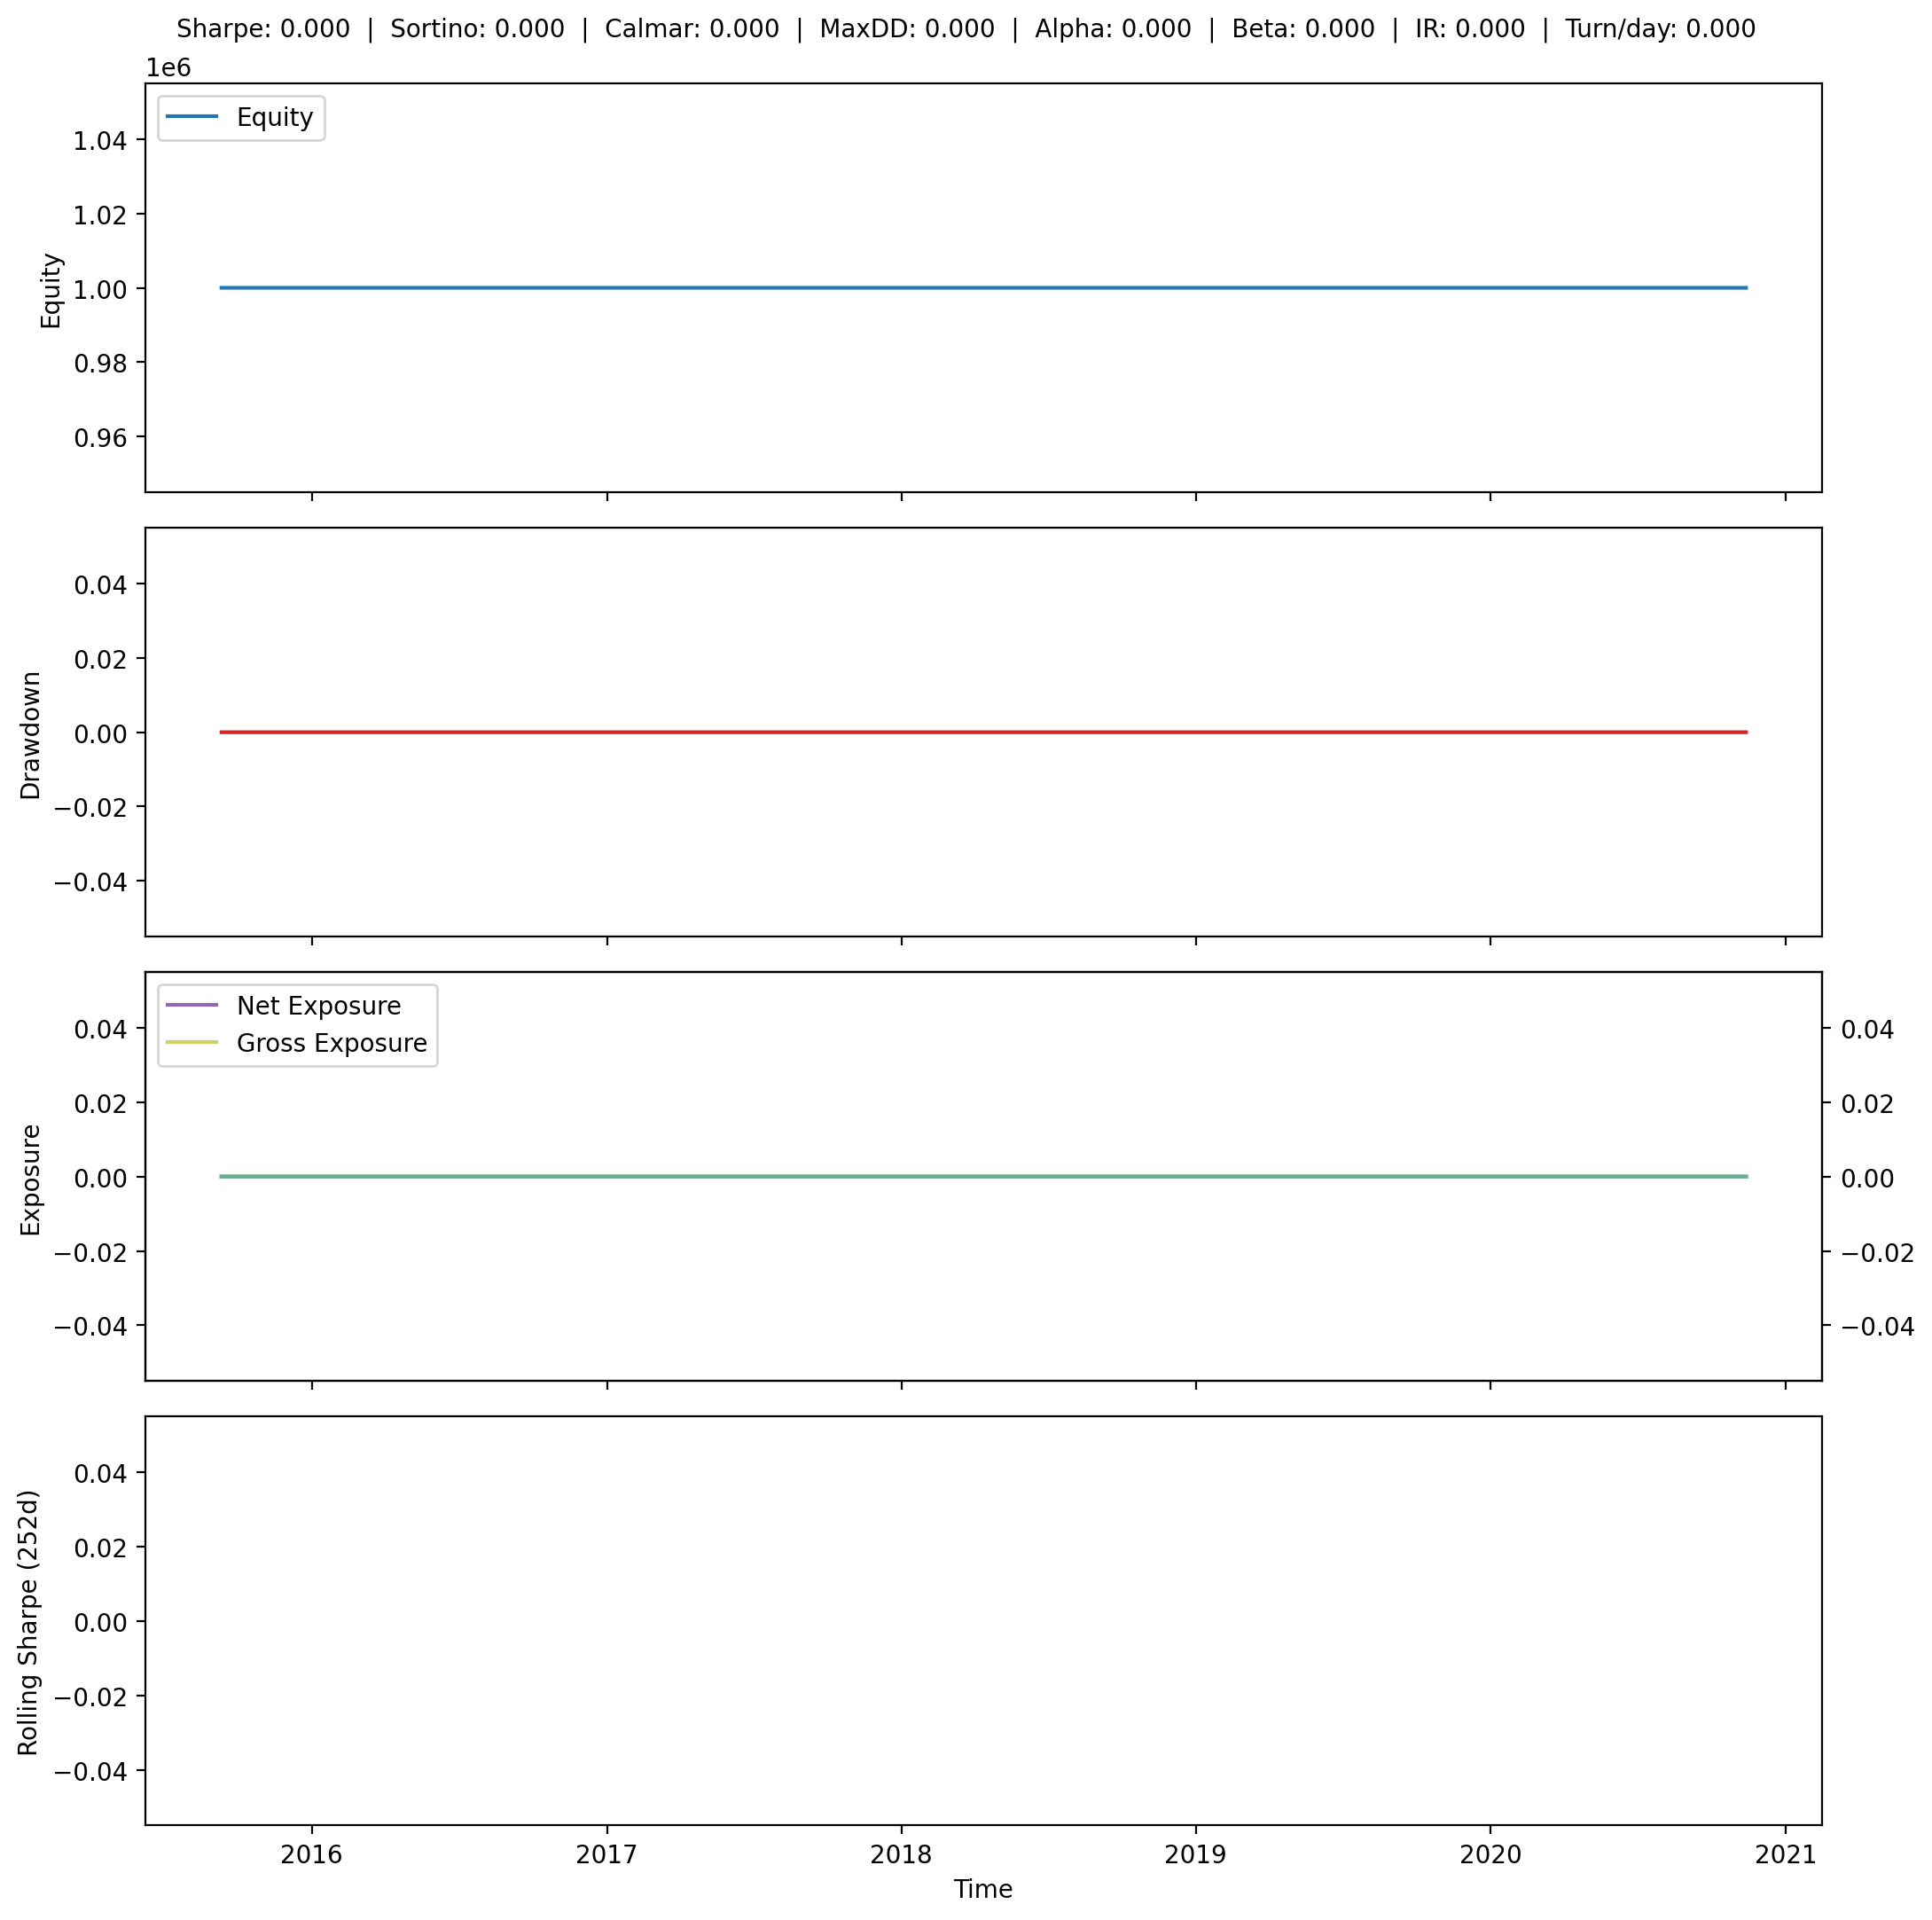 Sharpe: 0.000 | Sortino: 0.000 | Calmar: 0.000 | MaxDD: 0.000 | Alpha: 0.000 | Beta: 0.000 | IR: 0.000 | Turn/day: 0.000
1e6
Equity
1.04
1.02
1.00
0.98
0.96
Equity
0.04
0.02
0.00
−0.02
−0.04
Drawdown
Net Exposure
Gross Exposure
0.04
0.02
0.00
−0.02
−0.04
Exposure
0.04
0.02
0.00
−0.02
−0.04
0.04
0.02
0.00
−0.02
−0.04
Rolling Sharpe (252d)
2016 2017 2018 2019 2020 2021
Time